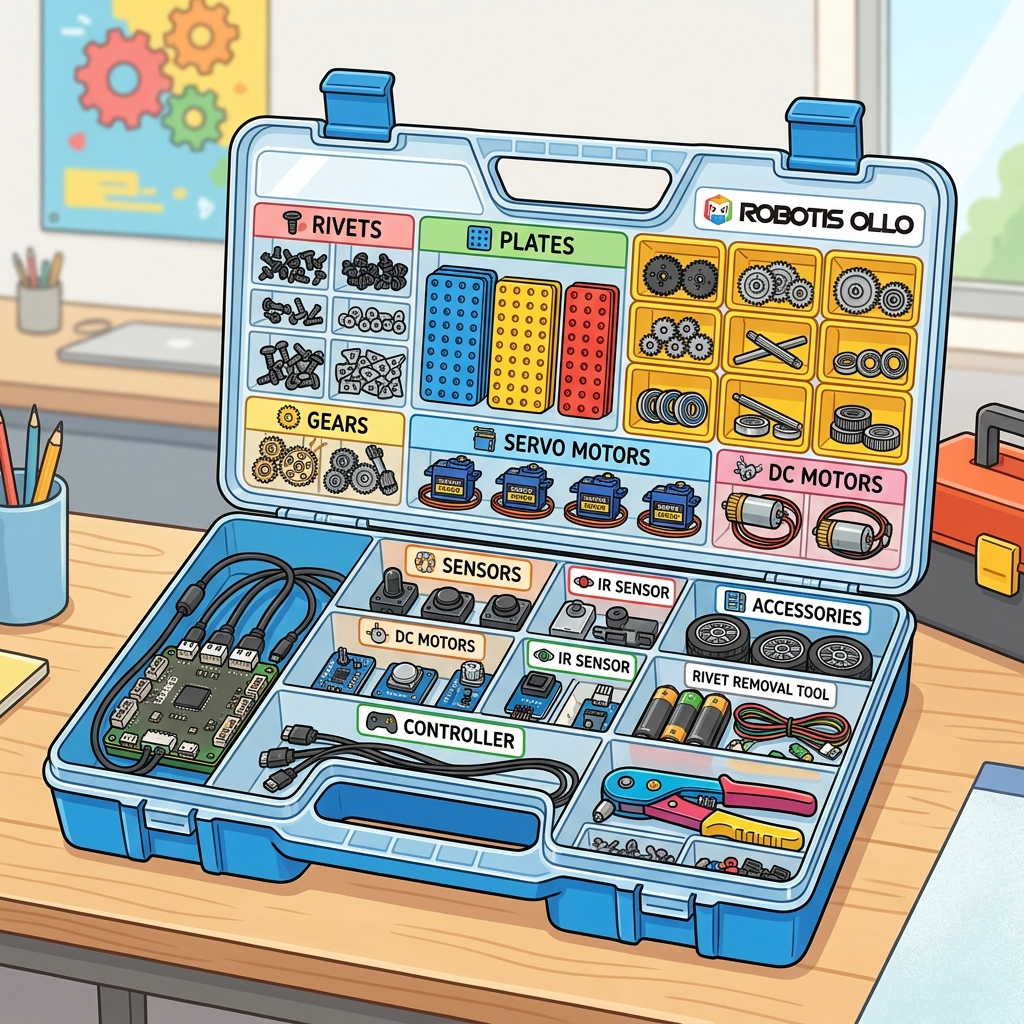 ROBOTIS OLLO
RIVETS
PLATES
GEARS
SERVO MOTORS
DC MOTORS
SENSORS
IR SENSOR
ACCESSORIES
DC MOTORS
IR SENSOR
RIVET REMOVAL TOOL
CONTROLLER